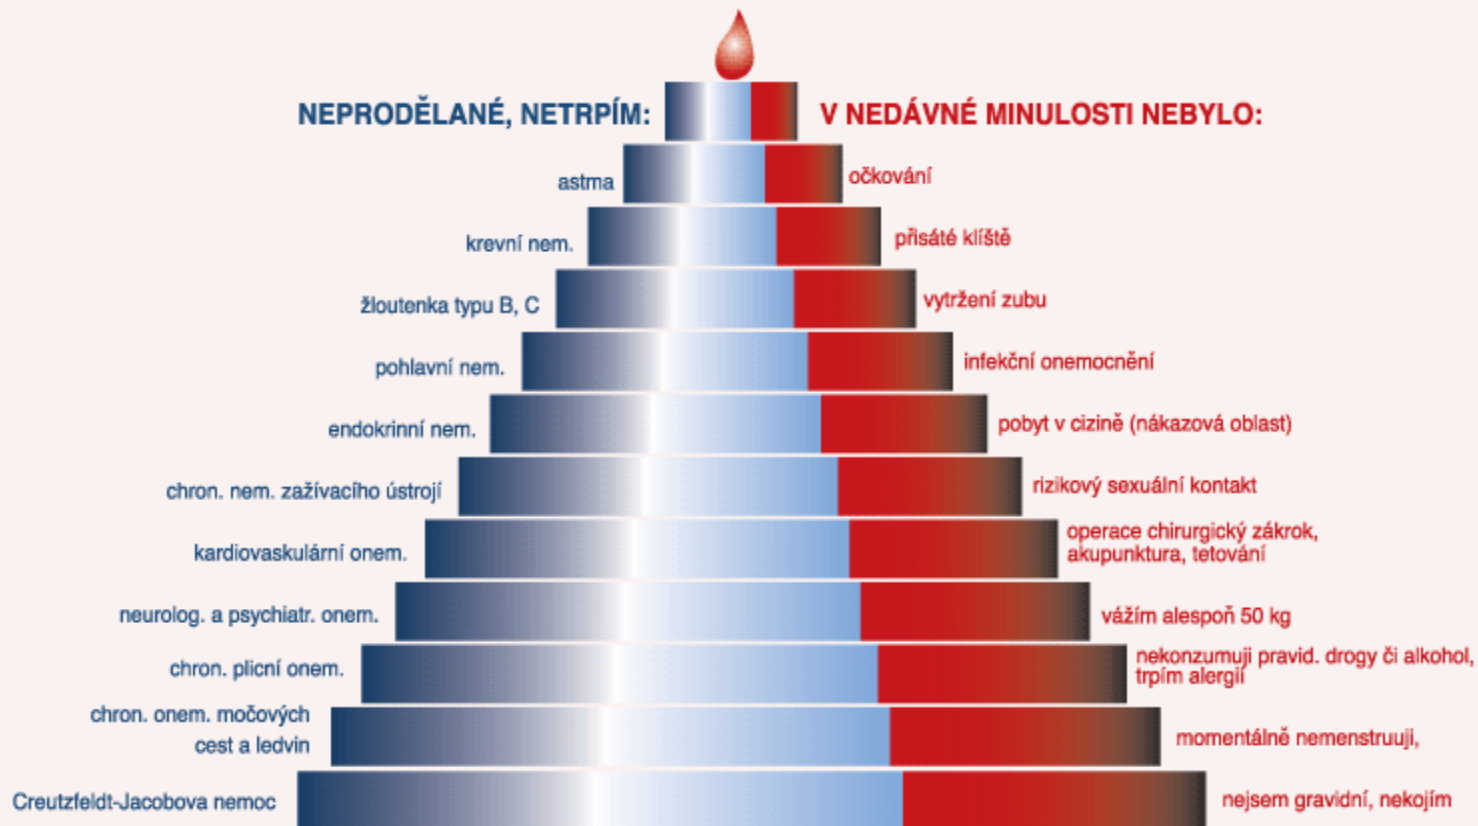 NEPRODĚLANÉ, NETRPÍM:
astma
krevní nem.
žloutenka typu B, C
pohlavní nem.
endokrinní nem.
chron. nem. zažívacího ústrojí
kardiovaskulární onem.
neurolog. a psychiatr. onem.
chron. plicní onem.
chron. onem. močových
cest a ledvin
Creutzfeldt-Jacobova nemoc
V NEDÁVNÉ MINULOSTI NEBYLO:
očkování
přisáté klíště
vytržení zubu
infekční onemocnění
pobyt v cizině (nákazová oblast)
rizikový sexuální kontakt
operace chirurgický zákrok,
akupunktura, tetování
vážím alespoň 50 kg
nekonzumuji pravid. drogy či alkohol,
trpím alergií
momentálně nemenstruuji,
nejsem gravidní, nekojím